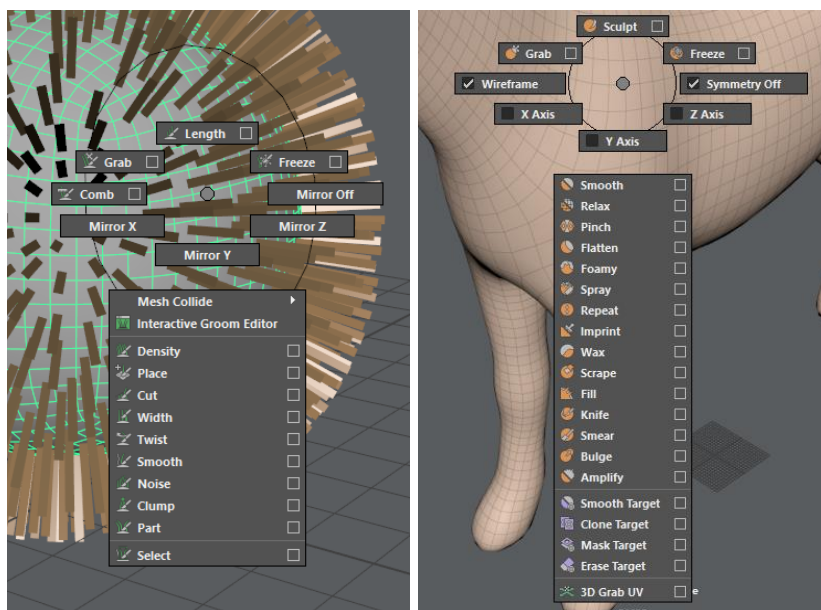 Length
Grab
Freeze
Comb
Mirror Off
Mirror X
Mirror Z
Mirror Y
Mesh Collide
Interactive Groom Editor
Density
Place
Cut
Width
Twist
Smooth
Noise
Clump
Part
Select
Sculpt
Grab
Freeze
Wireframe
Symmetry Off
X Axis
Z Axis
Y Axis
Smooth
Relax
Pinch
Flatten
Foamy
Spray
Repeat
Imprint
Wax
Scrape
Fill
Knife
Smear
Bulge
Amplify
Smooth Target
Clone Target
Mask Target
Erase Target
3D Grab UV